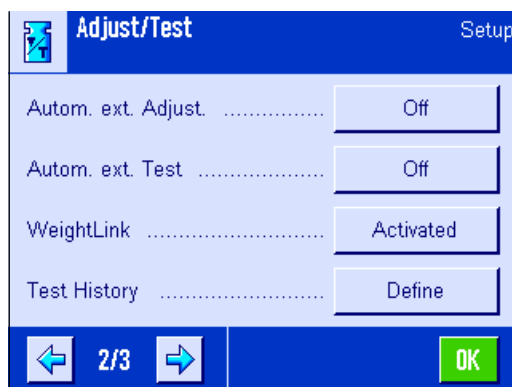 Adjust/Test Setup
Autom. ext. Adjust. ................ Off
Autom. ext. Test ..................... Off
WeightLink ........................... Activated
Test History ........................... Define
2/3 OK